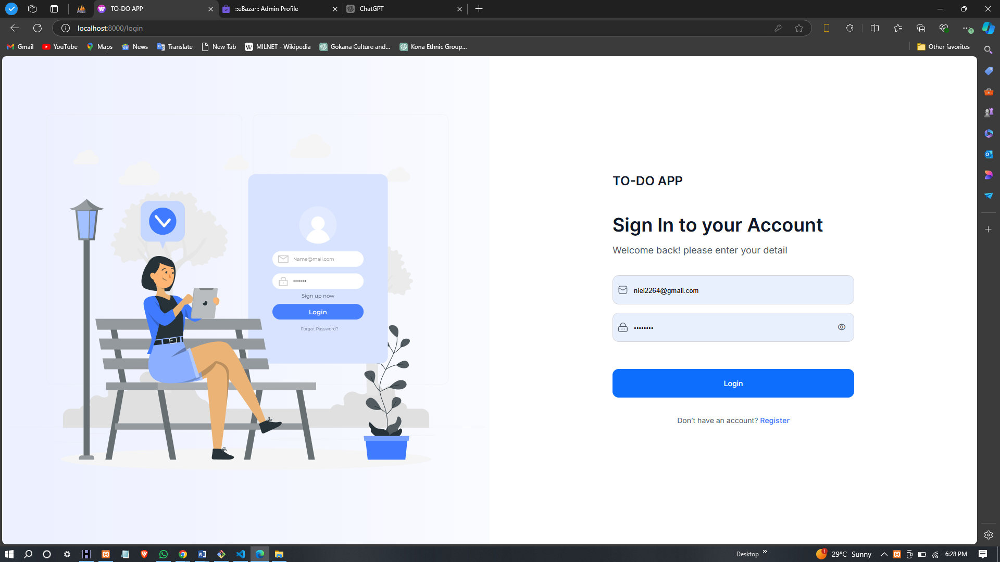 TO-DO APP
::eBazar:: Admin Profile
ChatGPT
localhost:8000/login
Gmail
YouTube
Maps
News
Translate
New Tab
MILNET - Wikipedia
Gokana Culture and...
Kona Ethnic Group...
Other favorites
Name@mail.com
•••••••
Sign up now
Login
Forgot Password?
TO-DO APP
Sign In to your Account
Welcome back! please enter your detail
niel2264@gmail.com
••••••••
Login
Don't have an account? Register
Desktop
29°C Sunny
6:28 PM